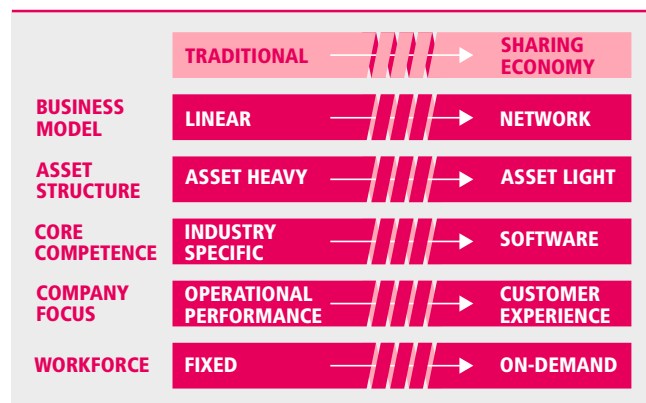 TRADITIONAL
SHARING
ECONOMY
BUSINESS
MODEL
LINEAR
NETWORK
ASSET
STRUCTURE
ASSET HEAVY
ASSET LIGHT
CORE
COMPETENCE
INDUSTRY
SPECIFIC
SOFTWARE
COMPANY
FOCUS
OPERATIONAL
PERFORMANCE
CUSTOMER
EXPERIENCE
WORKFORCE
FIXED
ON-DEMAND